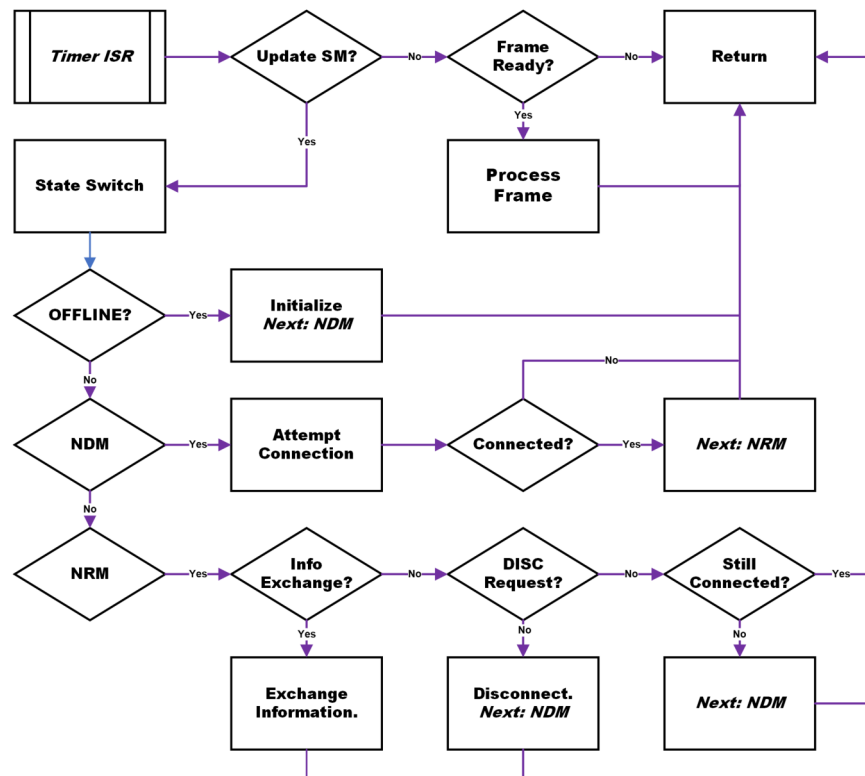 Timer ISR
Update SM?
No
Frame
Ready?
No
Return
Yes
Yes
State Switch
Process
Frame
OFFLINE?
Yes
Initialize
Next: NDM
No
No
NDM
Yes
Attempt
Connection
Connected?
Yes
Next: NRM
No
NRM
Yes
Info
Exchange?
No
DISC
Request?
No
Still
Connected?
Yes
Yes
No
No
Exchange
Information.
Disconnect.
Next: NDM
Next: NDM